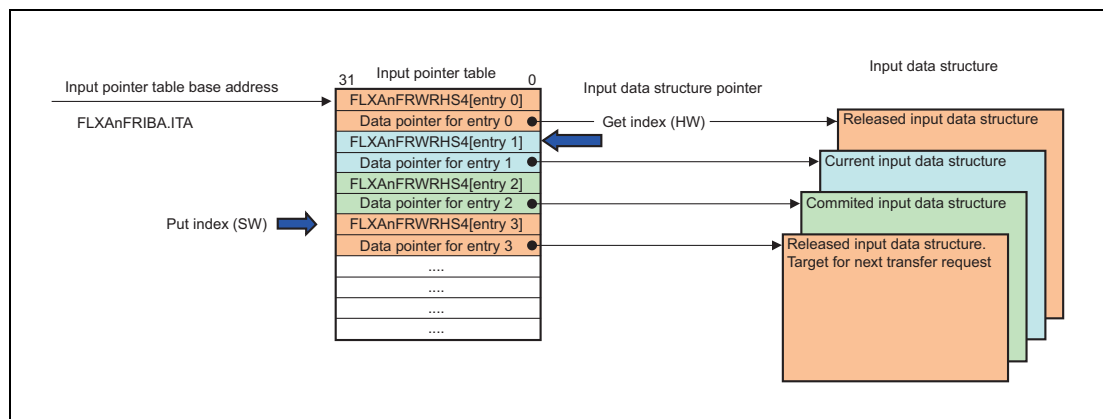 Input pointer table
Input data structure
31
0
Input pointer table base address
Input data structure pointer
FLXAnFRIBA.ITA
FLXAnFRWRHS4[entry 0]
Data pointer for entry 0
Get index (HW)
Released input data structure
FLXAnFRWRHS4[entry 1]
Data pointer for entry 1
Current input data structure
FLXAnFRWRHS4[entry 2]
Data pointer for entry 2
Commited input data structure
Put index (SW)
FLXAnFRWRHS4[entry 3]
Data pointer for entry 3
Released input data structure.
Target for next transfer request
....
....
....
....